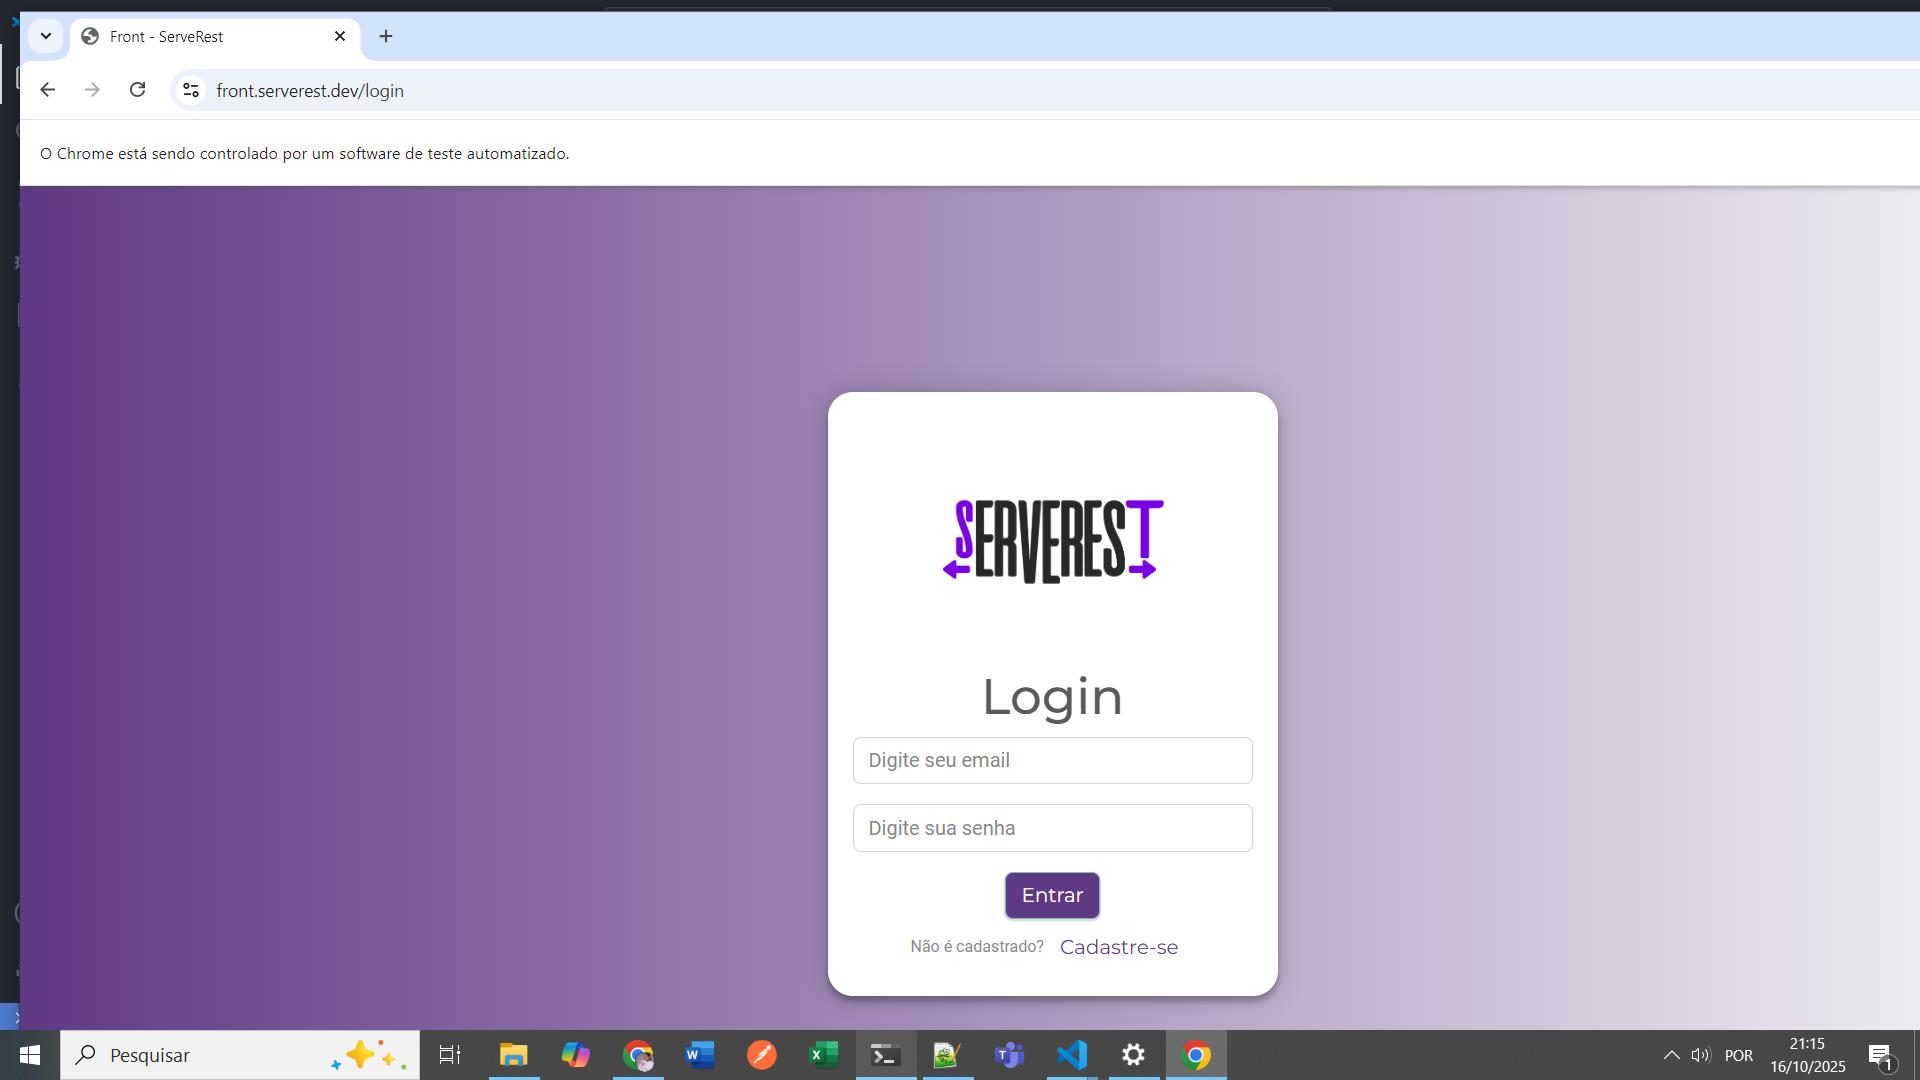 Front - ServeRest
front.serverest.dev/login
O Chrome está sendo controlado por um software de teste automatizado.
SERVEREST
Login
Digite seu email
Digite sua senha
Entrar
Não é cadastrado? Cadastre-se
Pesquisar
POR
21:15
16/10/2025
1